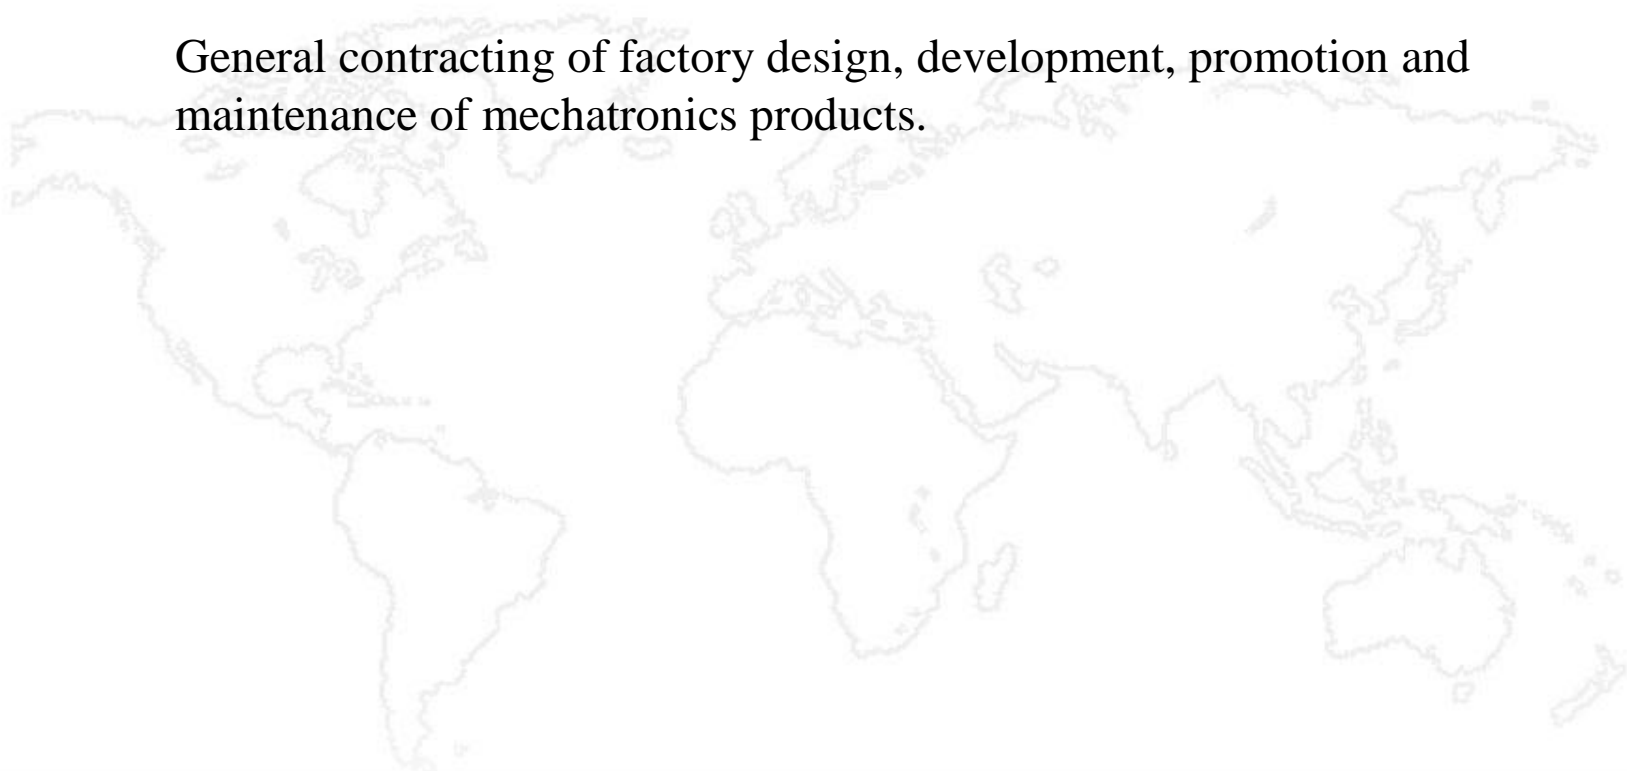 General contracting of factory design, development, promotion and
maintenance of mechatronics products.